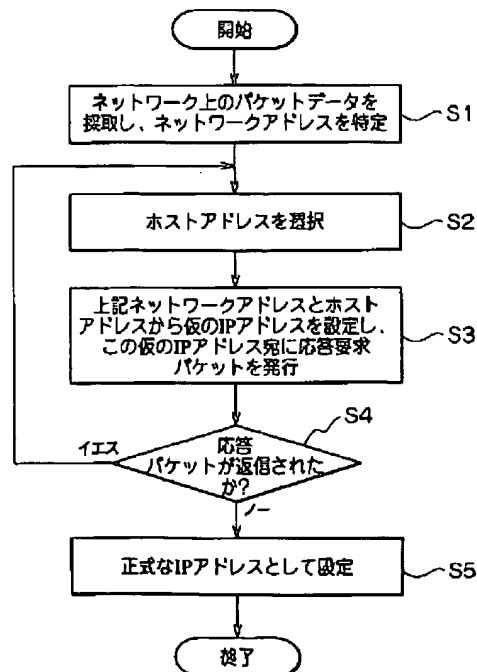 開始
ネットワーク上のパケットデータを
採取し、ネットワークアドレスを特定
S1
ホストアドレスを選択
S2
上記ネットワークアドレスとホスト
アドレスから仮のIPアドレスを設定し、
この仮のIPアドレス宛に応答要求
パケットを発行
S3
S4
イエス
応答
パケットが返信された
か?
ノー
正式なIPアドレスとして設定
S5
終了